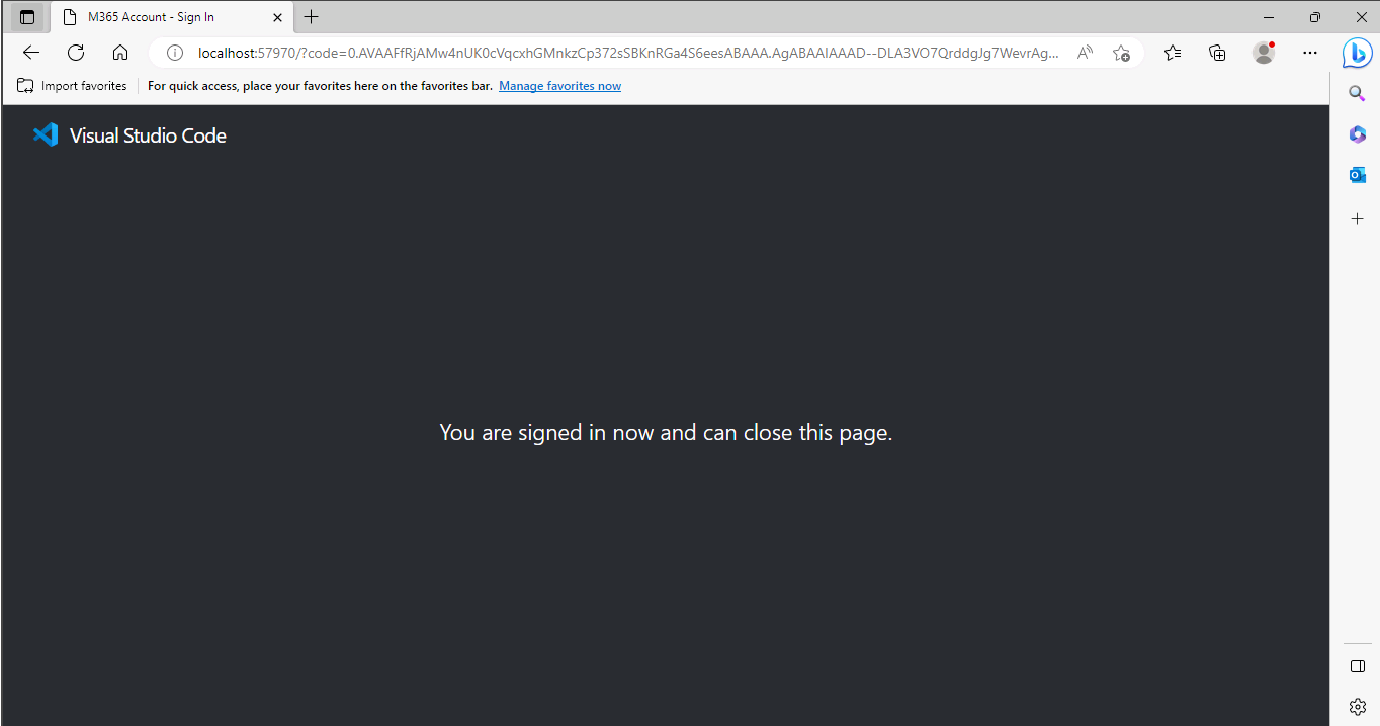 M365 Account - Sign In
localhost:57970/?code=0.AVAAFfRjAMw4nUK0cVqcxhGMnkzCp372sSBKnRGa4S6eesABAAA.AgABAAIAAAD--DLA3VO7QrddgJg7WevrAg...
Import favorites For quick access, place your favorites here on the favorites bar. Manage favorites now
Visual Studio Code
You are signed in now and can close this page.